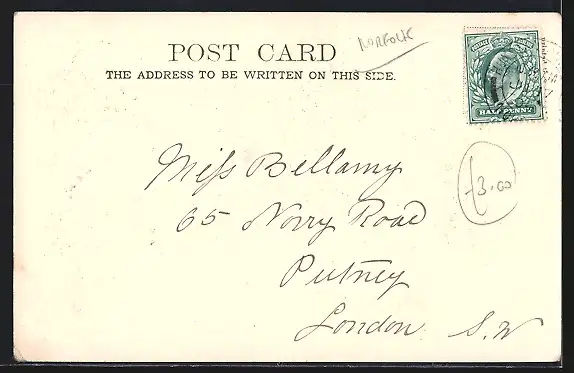 NORFOLK
POST CARD
THE ADDRESS TO BE WRITTEN ON THIS SIDE.
HALFPENNY
Miss Bellamy
65 Norry Road
Putney
London S.W
£3.00